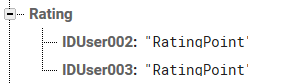 Rating
IDUser002: "RatingPoint'
IDUser003: "RatingPoint'